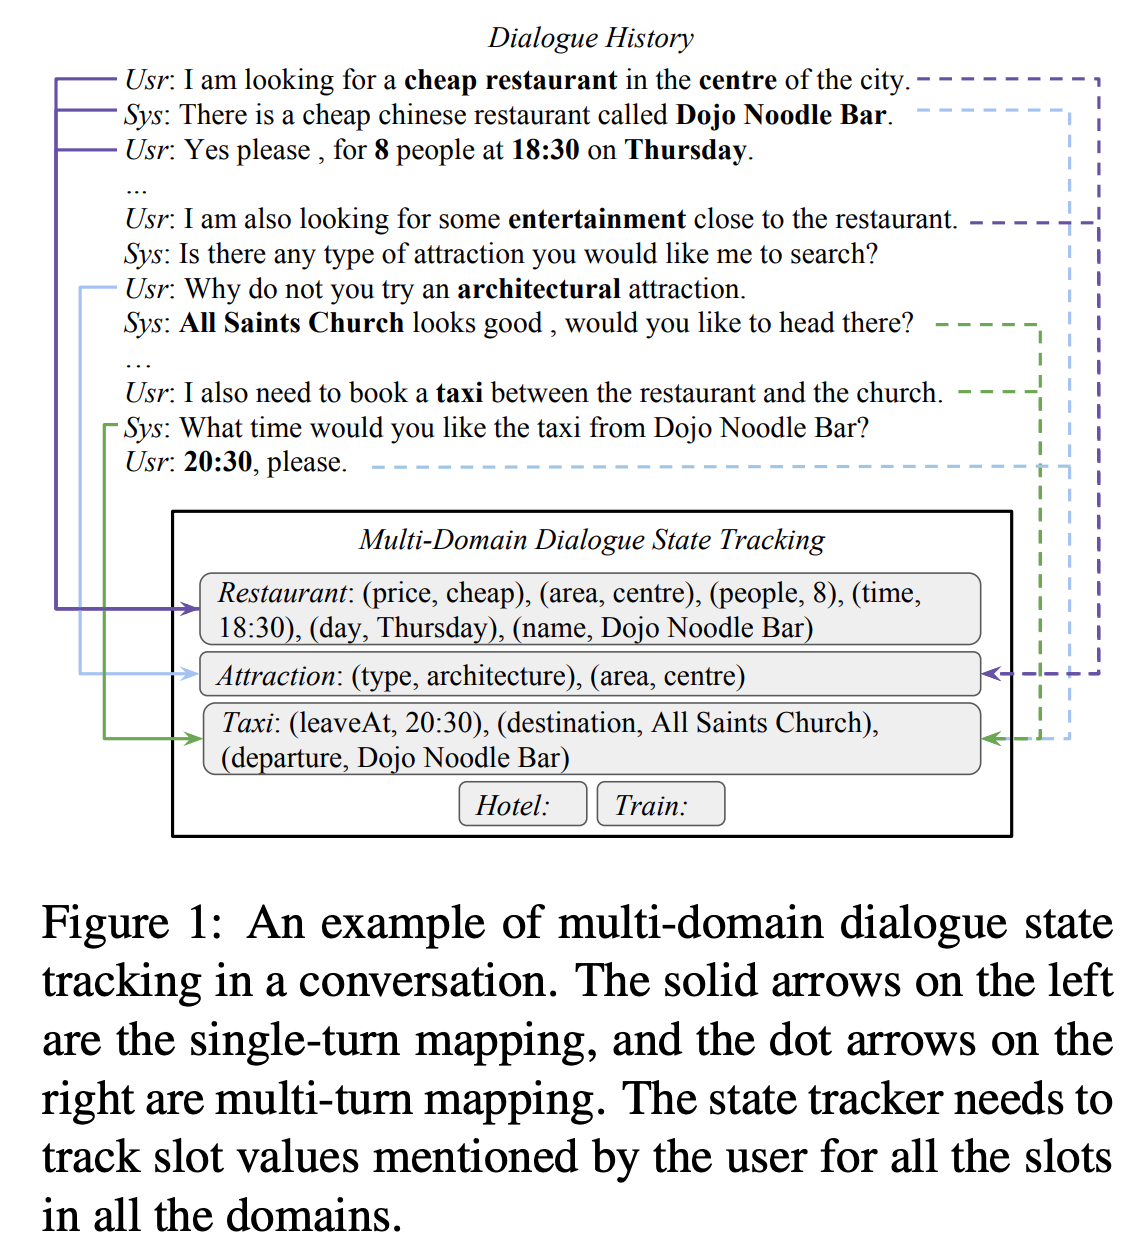 Dialogue History
Usr: I am looking for a cheap restaurant in the centre of the city.
Sys: There is a cheap chinese restaurant called Dojo Noodle Bar.
Usr: Yes please , for 8 people at 18:30 on Thursday.
...
Usr: I am also looking for some entertainment close to the restaurant.
Sys: Is there any type of attraction you would like me to search?
Usr: Why do not you try an architectural attraction.
Sys: All Saints Church looks good , would you like to head there?
...
Usr: I also need to book a taxi between the restaurant and the church.
Sys: What time would you like the taxi from Dojo Noodle Bar?
Usr: 20:30, please.
Multi-Domain Dialogue State Tracking
Restaurant: (price, cheap), (area, centre), (people, 8), (time,
18:30), (day, Thursday), (name, Dojo Noodle Bar)
Attraction: (type, architecture), (area, centre)
Taxi: (leaveAt, 20:30), (destination, All Saints Church),
(departure, Dojo Noodle Bar)
Hotel:
Train:
Figure 1: An example of multi-domain dialogue state
tracking in a conversation. The solid arrows on the left
are the single-turn mapping, and the dot arrows on the
right are multi-turn mapping. The state tracker needs to
track slot values mentioned by the user for all the slots
in all the domains.